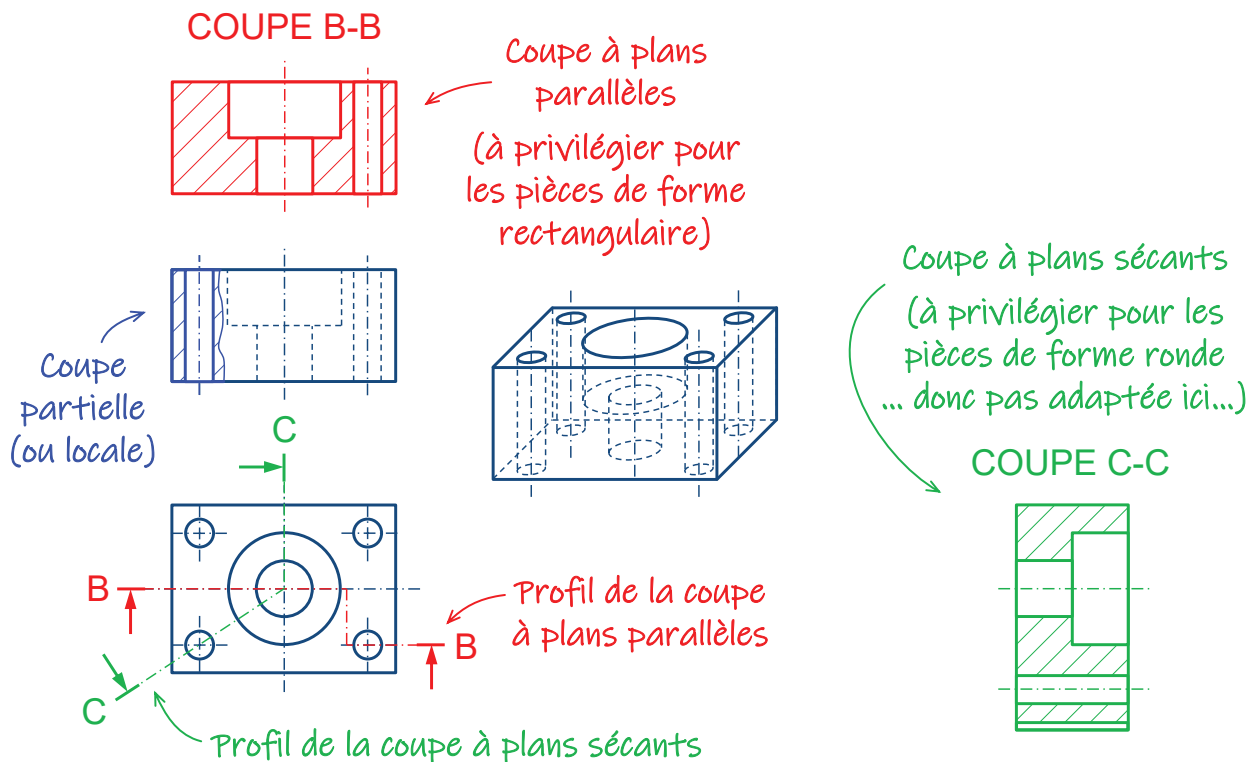 COUPE B-B
Coupe à plans
parallèles
(à privilégier pour
les pièces de forme
rectangulaire)
Coupe à plans sécants
(à privilégier pour les
pièces de forme ronde
... donc pas adaptée ici...)
Coupe
partielle
(ou locale)
C
COUPE C-C
B
Profil de la coupe
à plans parallèles
B
C
Profil de la coupe à plans sécants